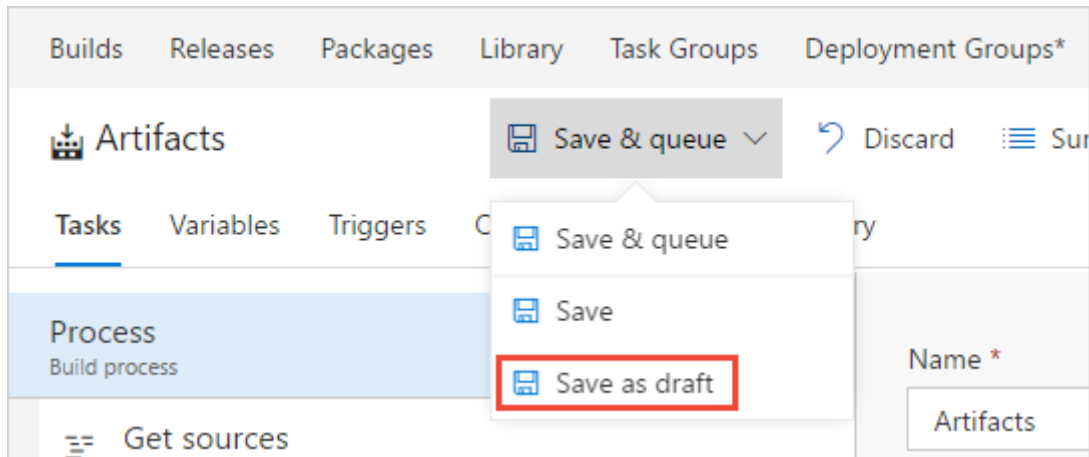 Builds Releases Packages Library Task Groups Deployment Groups*
Artifacts Save & queue Discard
Tasks Variables Triggers
Save & queue
Save
Process
Build process
Name *
Save as draft
Artifacts
Get sources